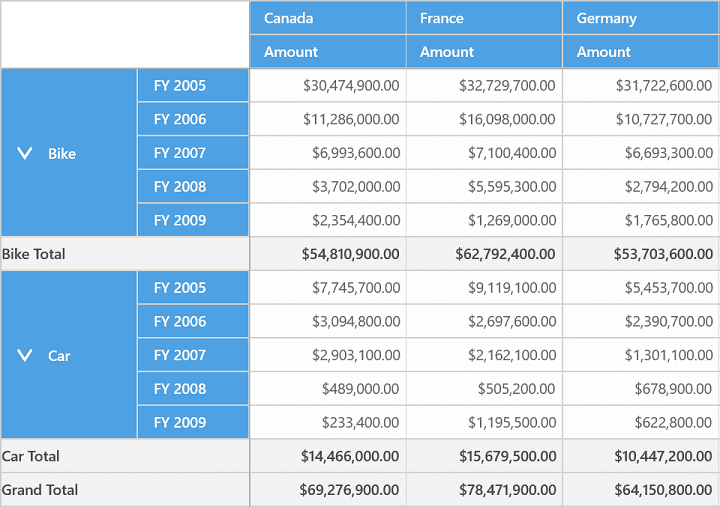 Canada France Germany
Amount Amount Amount
FY 2005 $30,474,900.00 $32,729,700.00 $31,722,600.00
FY 2006 $11,286,000.00 $16,098,000.00 $10,727,700.00
Bike FY 2007 $6,993,600.00 $7,100,400.00 $6,693,300.00
FY 2008 $3,702,000.00 $5,595,300.00 $2,794,200.00
FY 2009 $2,354,400.00 $1,269,000.00 $1,765,800.00
Bike Total $54,810,900.00 $62,792,400.00 $53,703,600.00
FY 2005 $7,745,700.00 $9,119,100.00 $5,453,700.00
FY 2006 $3,094,800.00 $2,697,600.00 $2,390,700.00
Car FY 2007 $2,903,100.00 $2,162,100.00 $1,301,100.00
FY 2008 $489,000.00 $505,200.00 $678,900.00
FY 2009 $233,400.00 $1,195,500.00 $622,800.00
Car Total $14,466,000.00 $15,679,500.00 $10,447,200.00
Grand Total $69,276,900.00 $78,471,900.00 $64,150,800.00